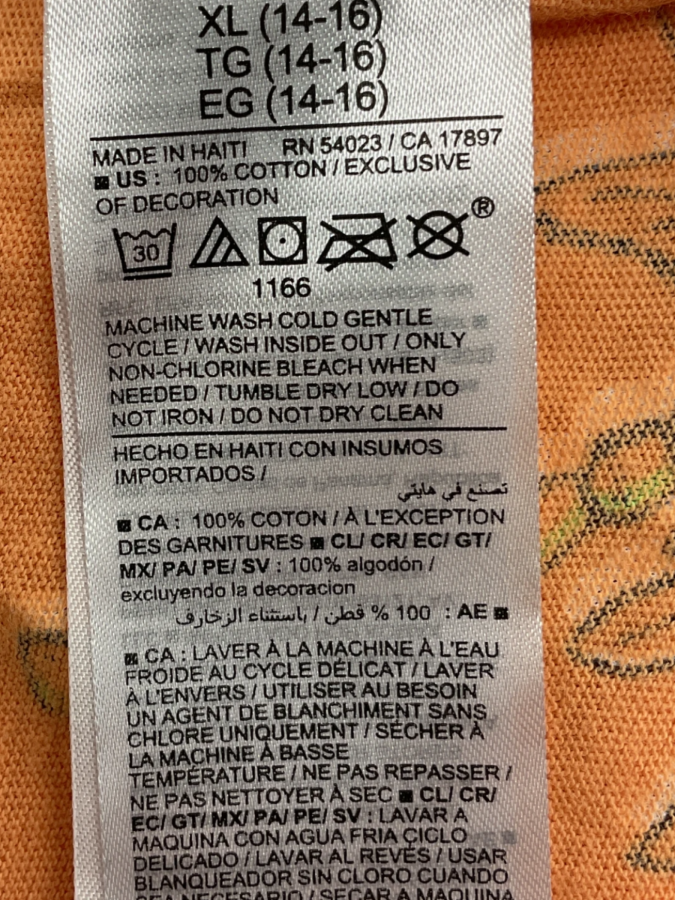 XL (14-16)
TG (14-16)
EG (14-16)
MADE IN HAITI RN 54023 / CA 17897
US : 100% COTTON / EXCLUSIVE
OF DECORATION
30
®
1166
MACHINE WASH COLD GENTLE
CYCLE / WASH INSIDE OUT / ONLY
NON-CHLORINE BLEACH WHEN
NEEDED / TUMBLE DRY LOW / DO
NOT IRON / DO NOT DRY CLEAN
HECHO EN HAITI CON INSUMOS
IMPORTADOS /
تصنع في هايتي
CA : 100% COTON / À L'EXCEPTION
DES GARNITURES CL/ CR/ EC/ GT/
MX/ PA/ PE/ SV : 100% algodón /
excluyendo la decoracion
AE : 100 % قطن / باستثناء الزخارف
CA : LAVER À LA MACHINE À L'EAU
FROIDE AU CYCLE DÉLICAT / LAVER
À L'ENVERS / UTILISER AU BESOIN
UN AGENT DE BLANCHIMENT SANS
CHLORE UNIQUEMENT / SÉCHER À
LA MACHINE À BASSE
TEMPÉRATURE / NE PAS REPASSER /
NE PAS NETTOYER À SEC CL/ CR/
EC/ GT/ MX/ PA/ PE/ SV : LAVAR A
MAQUINA CON AGUA FRIA CICLO
DELICADO / LAVAR AL REVÉS / USAR
BLANQUEADOR SIN CLORO CUANDO
SEA NECESARIO / SECAR A MAQUINA